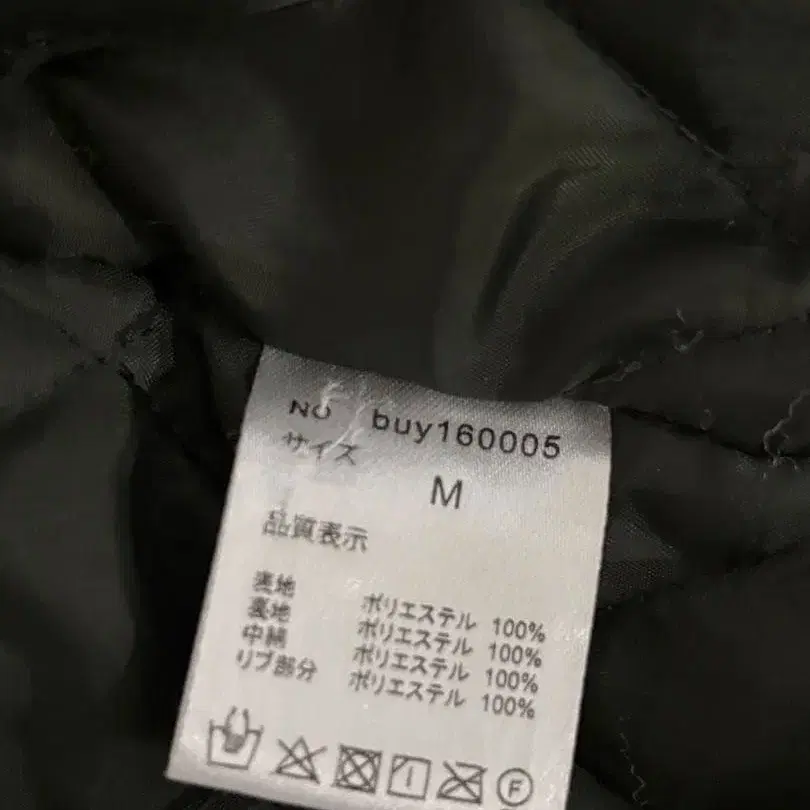 NO buy160005
サイズ
M
品質表示
表地 ポリエステル 100%
裏地 ポリエステル 100%
中綿 ポリエステル 100%
リブ部分 ポリエステル 100%
F